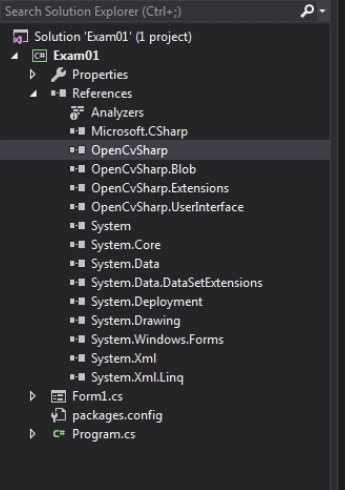 Search Solution Explorer (Ctrl+;)
Solution 'Exam01' (1 project)
C# Exam01
Properties
References
Analyzers
Microsoft.CSharp
OpenCvSharp
OpenCvSharp.Blob
OpenCvSharp.Extensions
OpenCvSharp.UserInterface
System
System.Core
System.Data
System.Data.DataSetExtensions
System.Deployment
System.Drawing
System.Windows.Forms
System.Xml
System.Xml.Linq
Form1.cs
packages.config
C# Program.cs